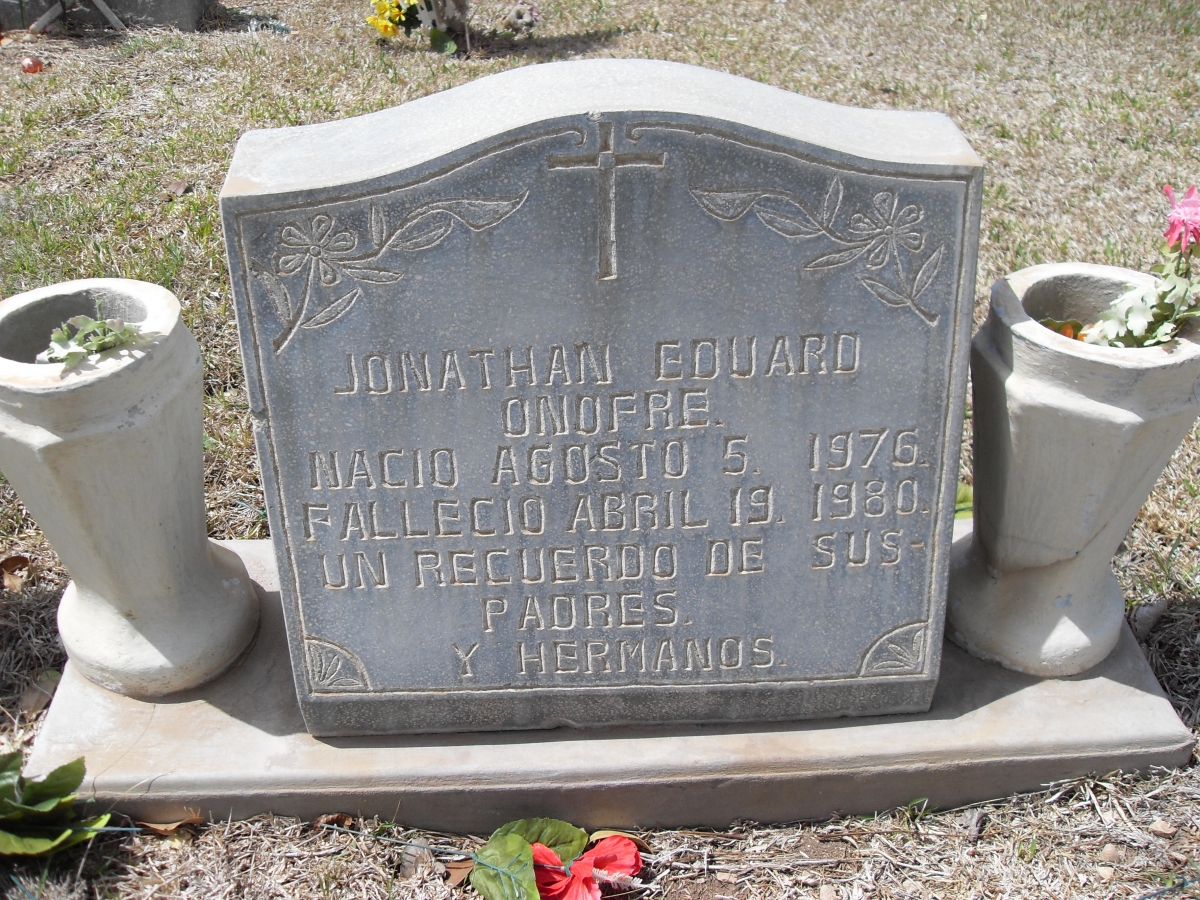 JONATHAN EDUARD
ONOFRE.
NACIO AGOSTO 5. 1976.
FALLECIO ABRIL 19. 1980.
UN RECUERDO DE SUS-
PADRES.
Y HERMANOS.